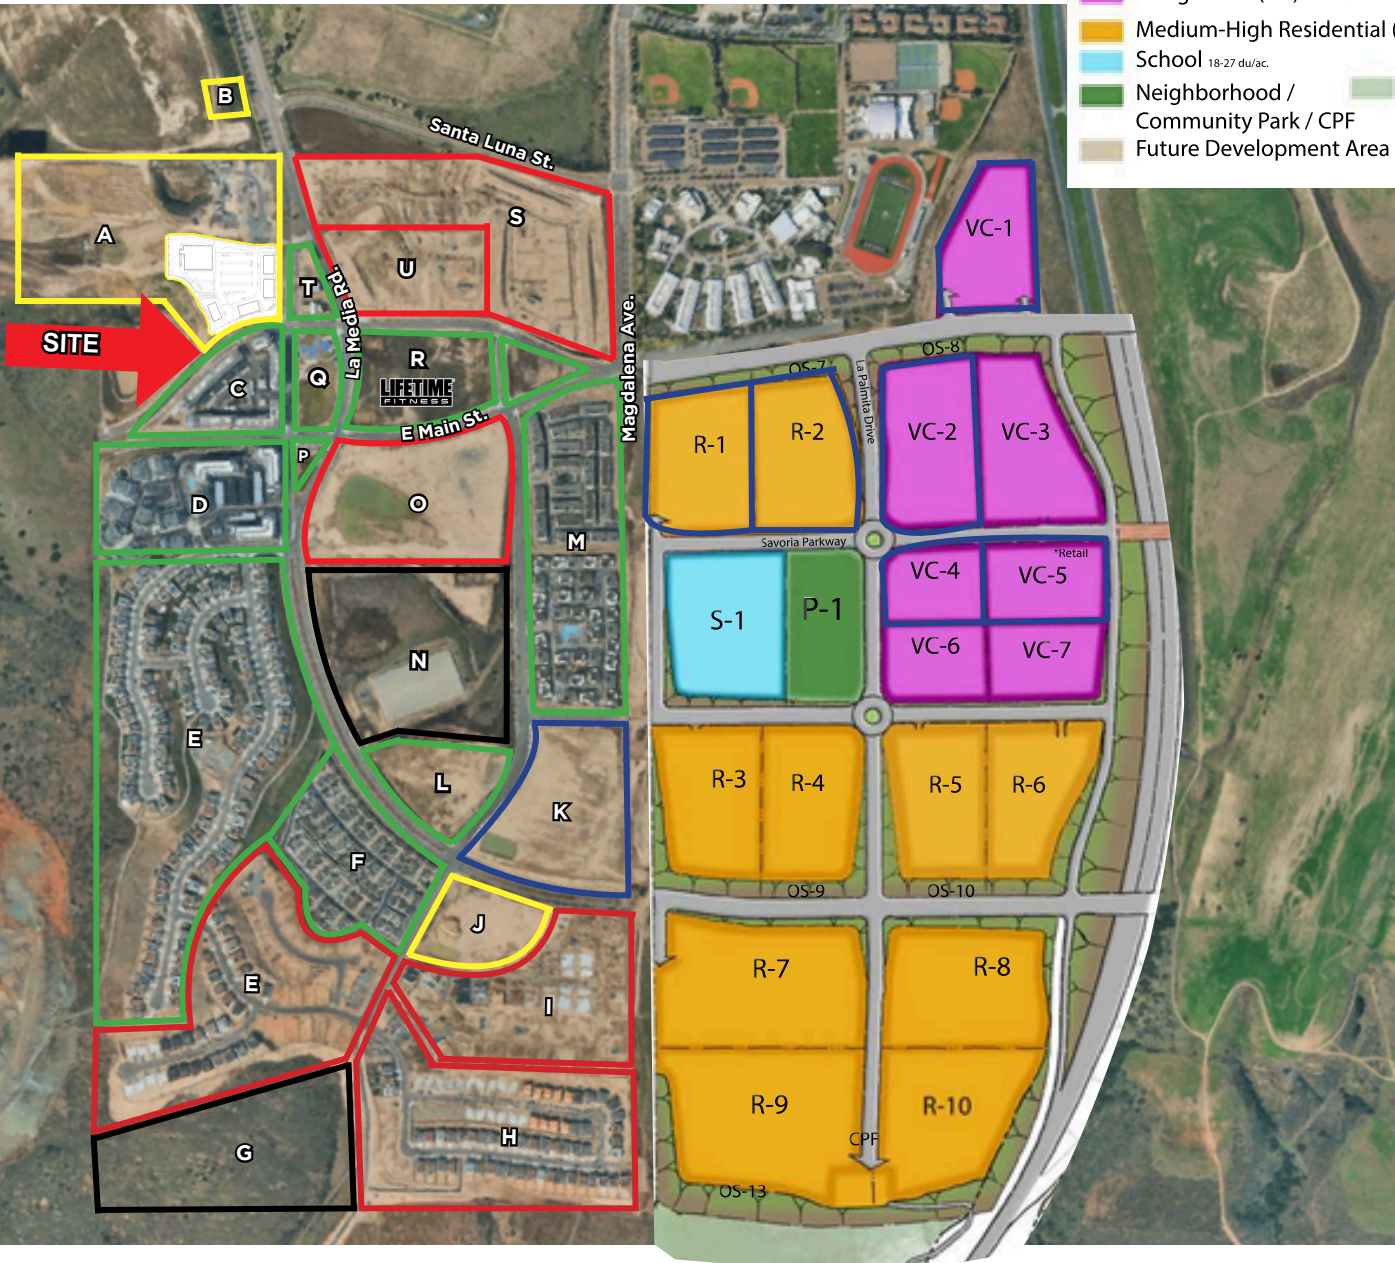 Medium-High Residential (
School 18-27 du/ac.
Neighborhood /
Community Park / CPF
Future Development Area
B
Santa Luna St.
A
S
U
T
VC-1
La Media Rd.
Magdalena Ave.
SITE
R
LIFETIME
FITNESS
Q
C
E Main St.
P
D
O
M
N
E
L
K
F
J
E
I
H
G
OS-7
OS-8
La Palmita Drive
R-1
R-2
VC-2
VC-3
Savoria Parkway
*Retail
VC-4
VC-5
S-1
P-1
VC-6
VC-7
R-3
R-4
R-5
R-6
OS-9
OS-10
R-7
R-8
R-9
R-10
CPF
OS-13